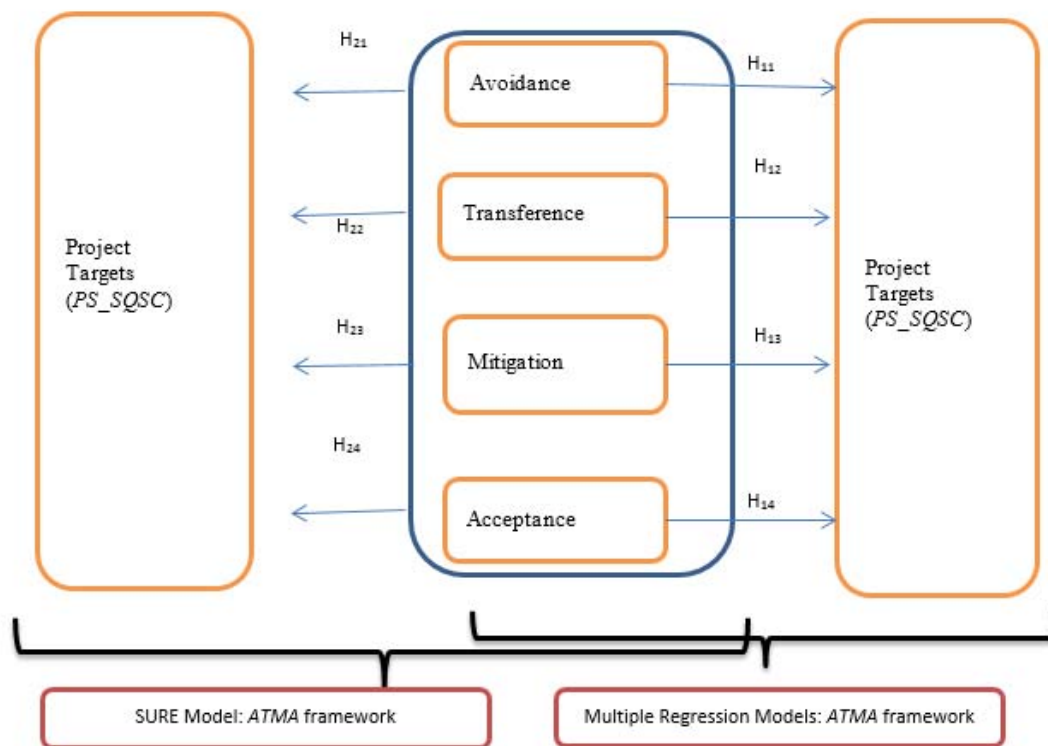 H21
Avoidance
H11
H12
Transference
H22
Project
Targets
(PS_SQSC)
Project
Targets
(PS_SQSC)
H23
Mitigation
H13
H24
Acceptance
H14
SURE Model: ATMA framework
Multiple Regression Models: ATMA framework